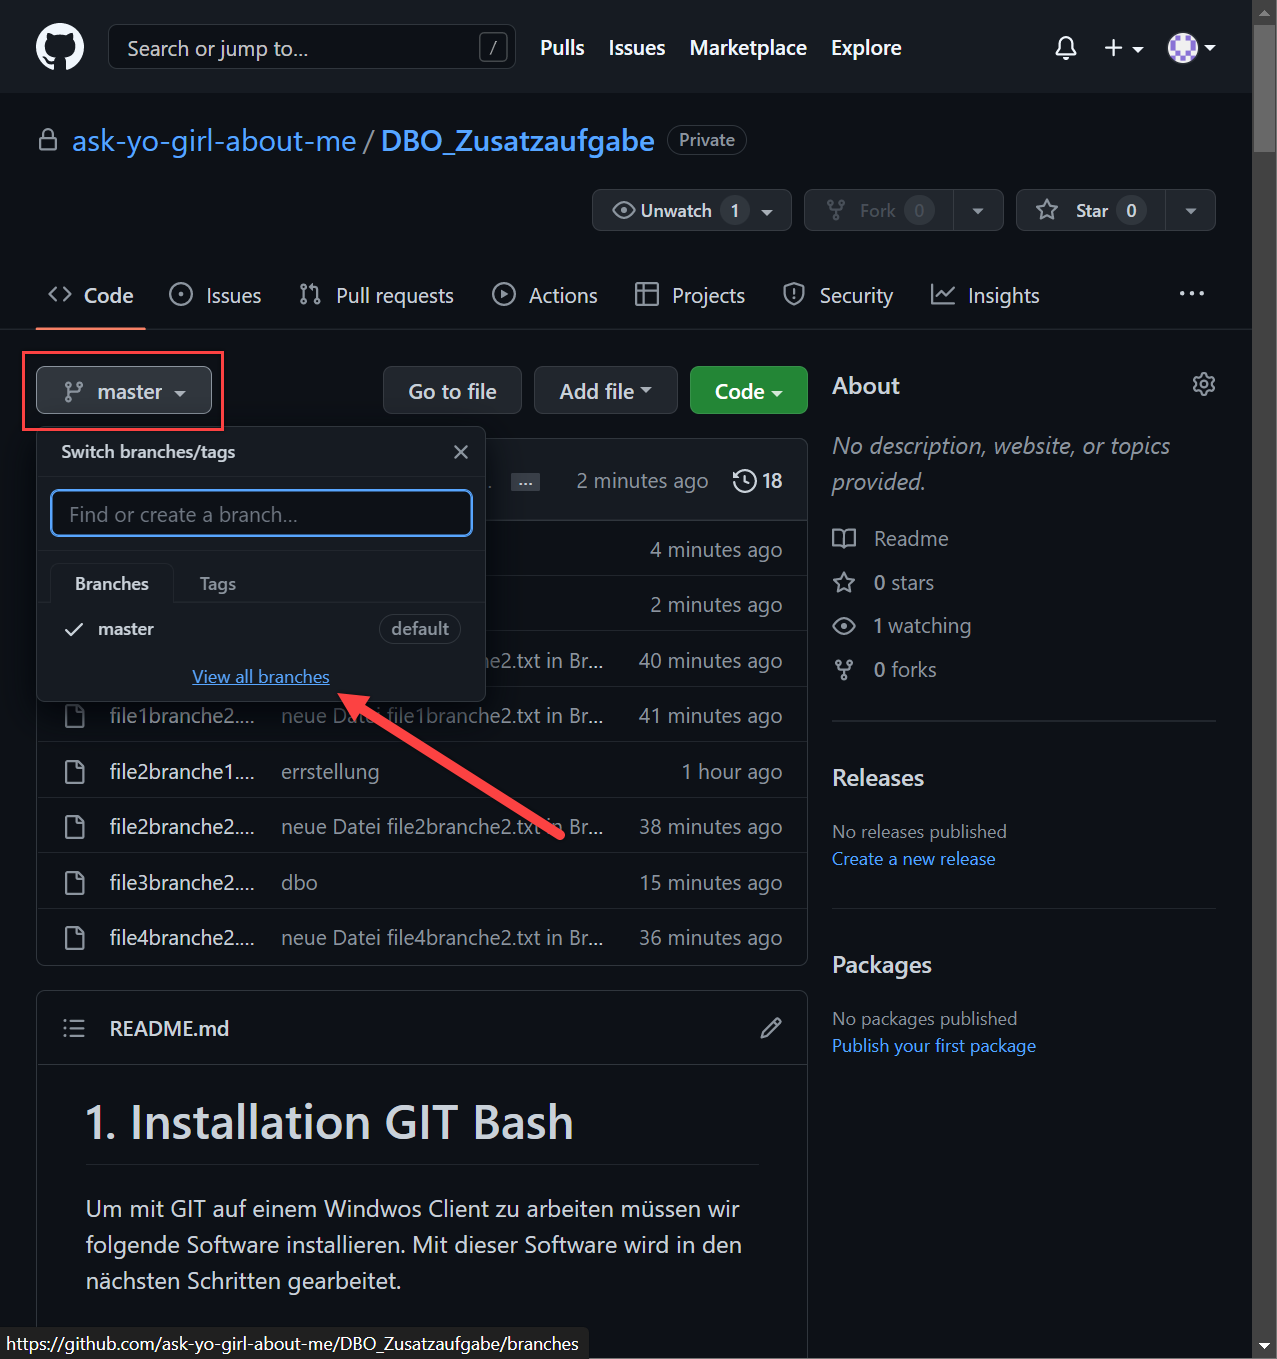 Search or jump to... /
Pulls Issues Marketplace Explore
ask-yo-girl-about-me / DBO_Zusatzaufgabe Private
Unwatch 1 Fork 0 Star 0
Code Issues Pull requests Actions Projects Security Insights ...
master Go to file Add file Code
Switch branches/tags
Find or create a branch...
Branches Tags
master default
View all branches
... 2 minutes ago 18
4 minutes ago
2 minutes ago
e2.txt in Br... 40 minutes ago
file1branche2.... neue Datei file1branche2.txt in Br... 41 minutes ago
file2branche1.... errstellung 1 hour ago
file2branche2.... neue Datei file2branche2.txt in Br... 38 minutes ago
file3branche2.... dbo 15 minutes ago
file4branche2.... neue Datei file4branche2.txt in Br... 36 minutes ago
About
No description, website, or topics
provided.
Readme
0 stars
1 watching
0 forks
Releases
No releases published
Create a new release
Packages
No packages published
Publish your first package
README.md
1. Installation GIT Bash
Um mit GIT auf einem Windwos Client zu arbeiten müssen wir
folgende Software installieren. Mit dieser Software wird in den
nächsten Schritten gearbeitet.
https://github.com/ask-yo-girl-about-me/DBO_Zusatzaufgabe/branches